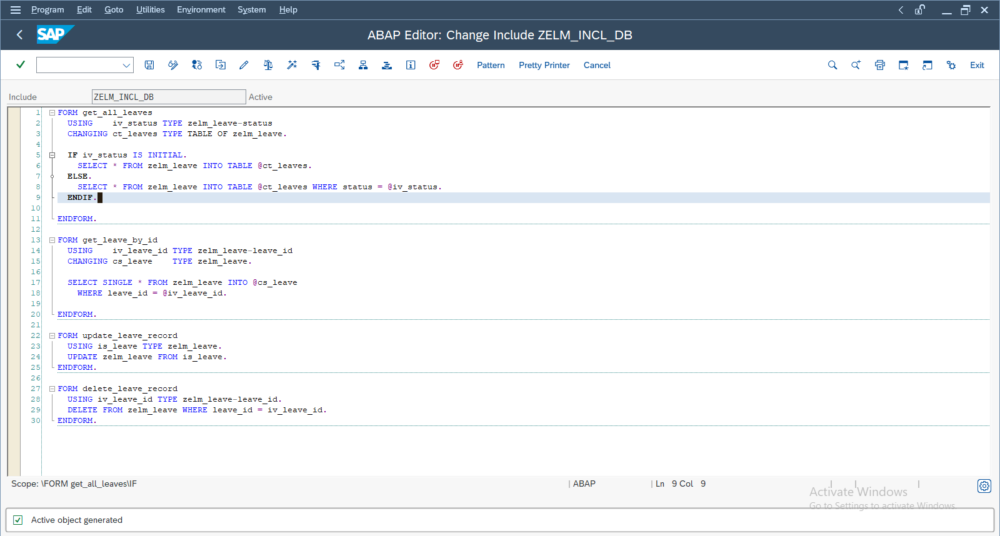 Program Edit Goto Utilities Environment System Help
SAP ABAP Editor: Change Include ZELM_INCL_DB
Pattern Pretty Printer Cancel Exit
Include ZELM_INCL_DB Active
1 FORM get_all_leaves
2 USING    iv_status TYPE zelm_leave-status
3 CHANGING ct_leaves TYPE TABLE OF zelm_leave.
4
5 IF iv_status IS INITIAL.
6 SELECT * FROM zelm_leave INTO TABLE @ct_leaves.
7 ELSE.
8 SELECT * FROM zelm_leave INTO TABLE @ct_leaves WHERE status = @iv_status.
9 ENDIF.
10
11 ENDFORM.
12
13 FORM get_leave_by_id
14 USING    iv_leave_id TYPE zelm_leave-leave_id
15 CHANGING cs_leave    TYPE zelm_leave.
16
17 SELECT SINGLE * FROM zelm_leave INTO @cs_leave
18 WHERE leave_id = @iv_leave_id.
19
20 ENDFORM.
21
22 FORM update_leave_record
23 USING is_leave TYPE zelm_leave.
24 UPDATE zelm_leave FROM is_leave.
25 ENDFORM.
26
27 FORM delete_leave_record
28 USING iv_leave_id TYPE zelm_leave-leave_id.
29 DELETE FROM zelm_leave WHERE leave_id = iv_leave_id.
30 ENDFORM.
Scope: \FORM get_all_leaves\IF | ABAP | Ln 9 Col 9
Activate Windows
Go to Settings to activate Windows.
Active object generated